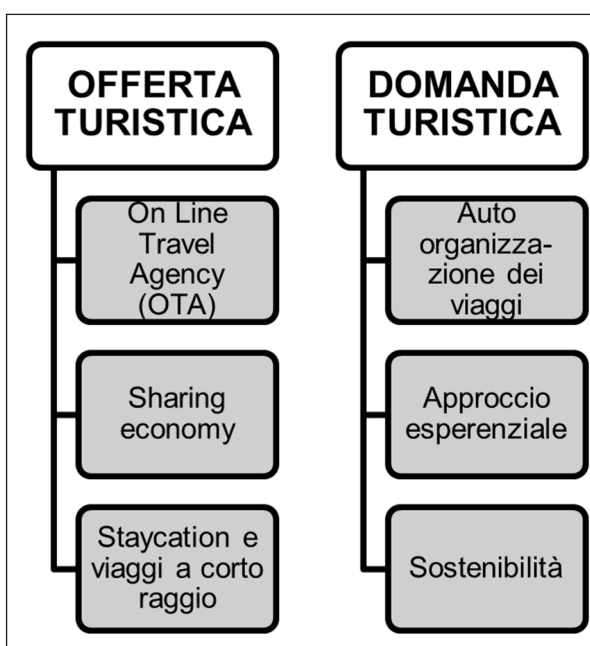 OFFERTA
TURISTICA
On Line
Travel
Agency
(OTA)
Sharing
economy
Staycation e
viaggi a corto
raggio
DOMANDA
TURISTICA
Auto
organizza-
zione dei
viaggi
Approccio
esperenziale
Sostenibilità